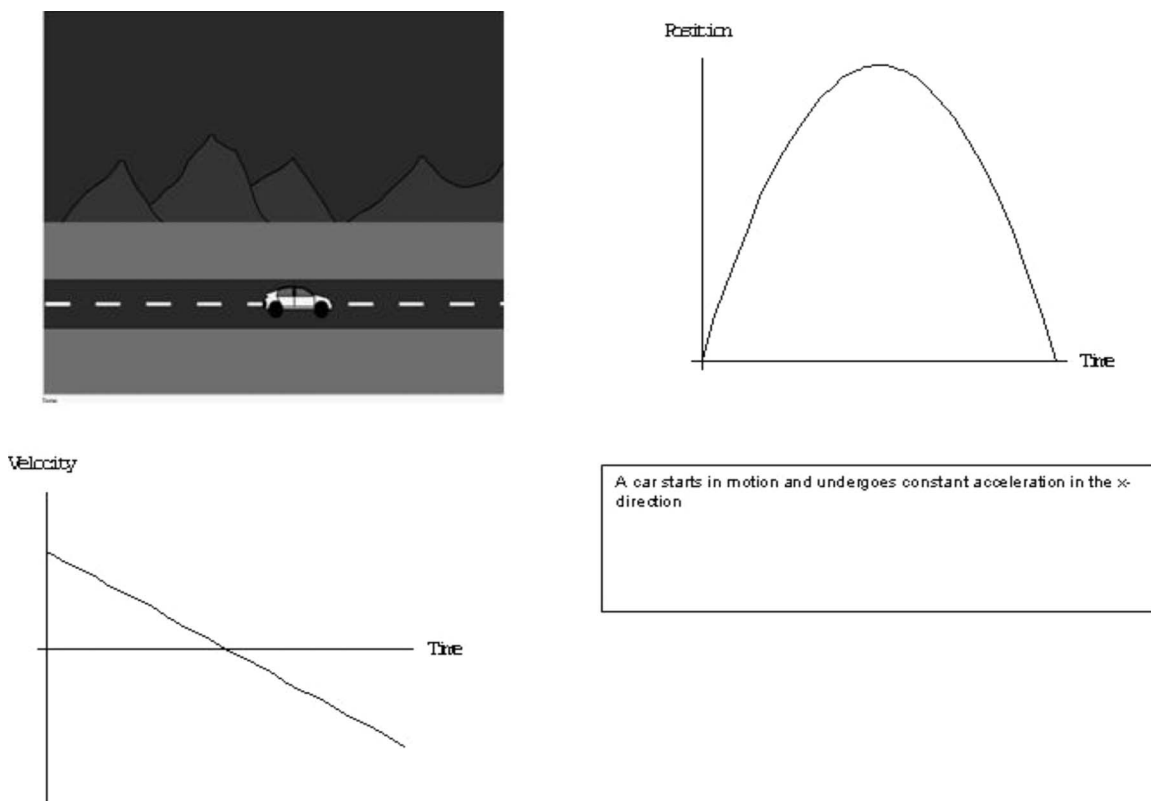 Position
Time
Velocity
Time
A car starts in motion and undergoes constant acceleration in the x-
direction